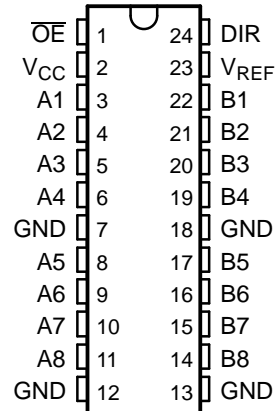 O̅E̅ 1 24 DIR
VCC 2 23 VREF
A1 3 22 B1
A2 4 21 B2
A3 5 20 B3
A4 6 19 B4
GND 7 18 GND
A5 8 17 B5
A6 9 16 B6
A7 10 15 B7
A8 11 14 B8
GND 12 13 GND